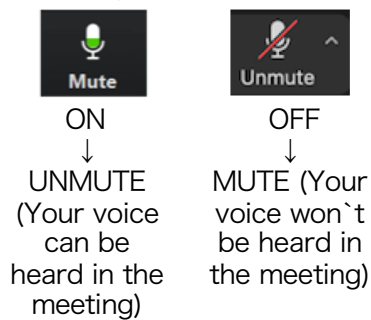 Mute
ON
↓
UNMUTE
(Your voice
can be
heard in the
meeting)
Unmute
OFF
↓
MUTE (Your
voice won`t
be heard in
the meeting)